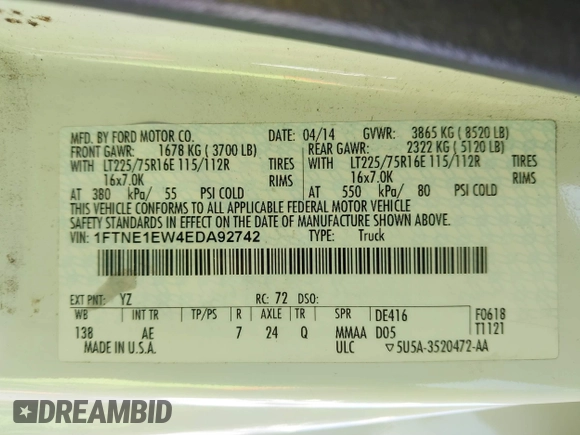 MFD. BY FORD MOTOR CO. DATE: 04/14 GVWR: 3865 KG ( 8520 LB)
FRONT GAWR: 1678 KG ( 3700 LB) REAR GAWR: 2322 KG ( 5120 LB)
WITH LT225/75R16E 115/112R TIRES WITH LT225/75R16E 115/112R TIRES
16x7.0K RIMS 16x7.0K RIMS
AT 380 kPa/ 55 PSI COLD AT 550 kPa/ 80 PSI COLD
THIS VEHICLE CONFORMS TO ALL APPLICABLE FEDERAL MOTOR VEHICLE
SAFETY STANDARDS IN EFFECT ON THE DATE OF MANUFACTURE SHOWN ABOVE.
VIN: 1FTNE1EW4EDA92742 TYPE: Truck
EXT PNT: YZ RC: 72 DSO:
WB INT TR TP/PS R AXLE TR SPR DE416 F0618
138 AE 7 24 Q MMAA D05 T1121
MADE IN U.S.A. ULC ▽5U5A-3520472-AA
DREAMBID